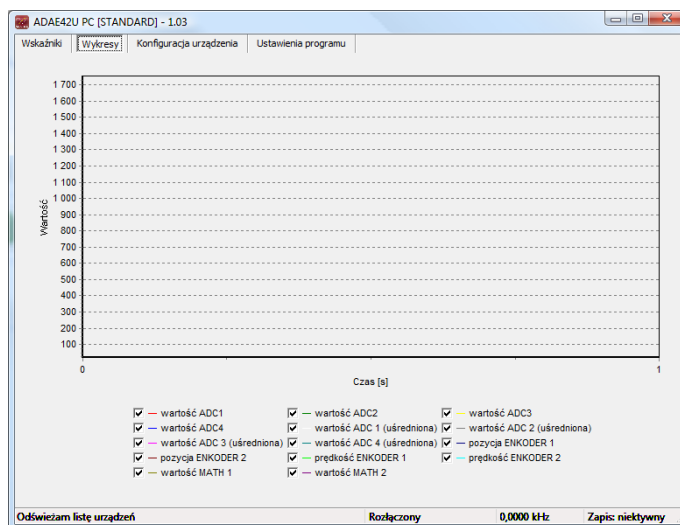 ADAE42U PC [STANDARD] - 1.03
Wskaźniki Wykresy Konfiguracja urządzenia Ustawienia programu
1 700
1 600
1 500
1 400
1 300
1 200
1 100
1 000
900
800
700
600
500
400
300
200
100
Wartość
0 1
Czas [s]
wartość ADC1 wartość ADC2 wartość ADC3
wartość ADC4 wartość ADC 1 (uśredniona) wartość ADC 2 (uśredniona)
wartość ADC 3 (uśredniona) wartość ADC 4 (uśredniona) pozycja ENKODER 1
pozycja ENKODER 2 prędkość ENKODER 1 prędkość ENKODER 2
wartość MATH 1 wartość MATH 2
Odświeżam listę urządzeń Rozłączony 0,0000 kHz Zapis: niektywny